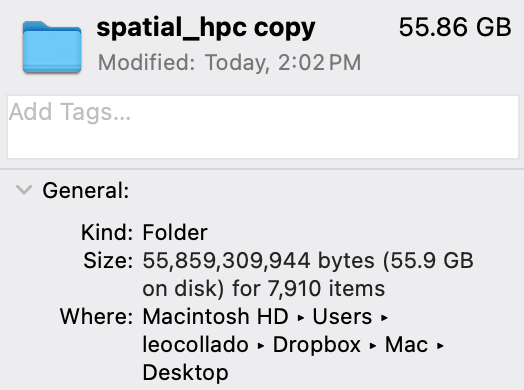 spatial_hpc copy 55.86 GB
Modified: Today, 2:02 PM
Add Tags...
General:
Kind: Folder
Size: 55,859,309,944 bytes (55.9 GB
on disk) for 7,910 items
Where: Macintosh HD ▸ Users ▸
leocollado ▸ Dropbox ▸ Mac ▸
Desktop